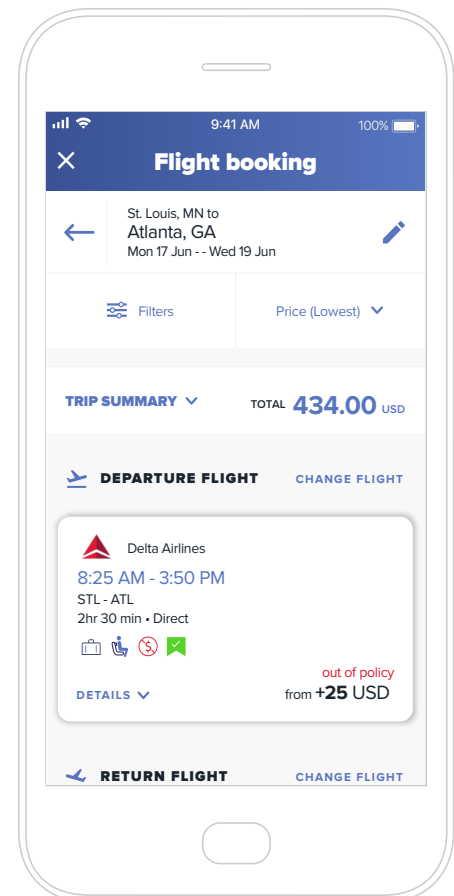 9:41 AM
100%
Flight booking
St. Louis, MN to
Atlanta, GA
Mon 17 Jun - - Wed 19 Jun
Filters
Price (Lowest)
TRIP SUMMARY
TOTAL 434.00 USD
DEPARTURE FLIGHT
CHANGE FLIGHT
Delta Airlines
8:25 AM - 3:50 PM
STL - ATL
2hr 30 min • Direct
out of policy
DETAILS
from +25 USD
RETURN FLIGHT
CHANGE FLIGHT